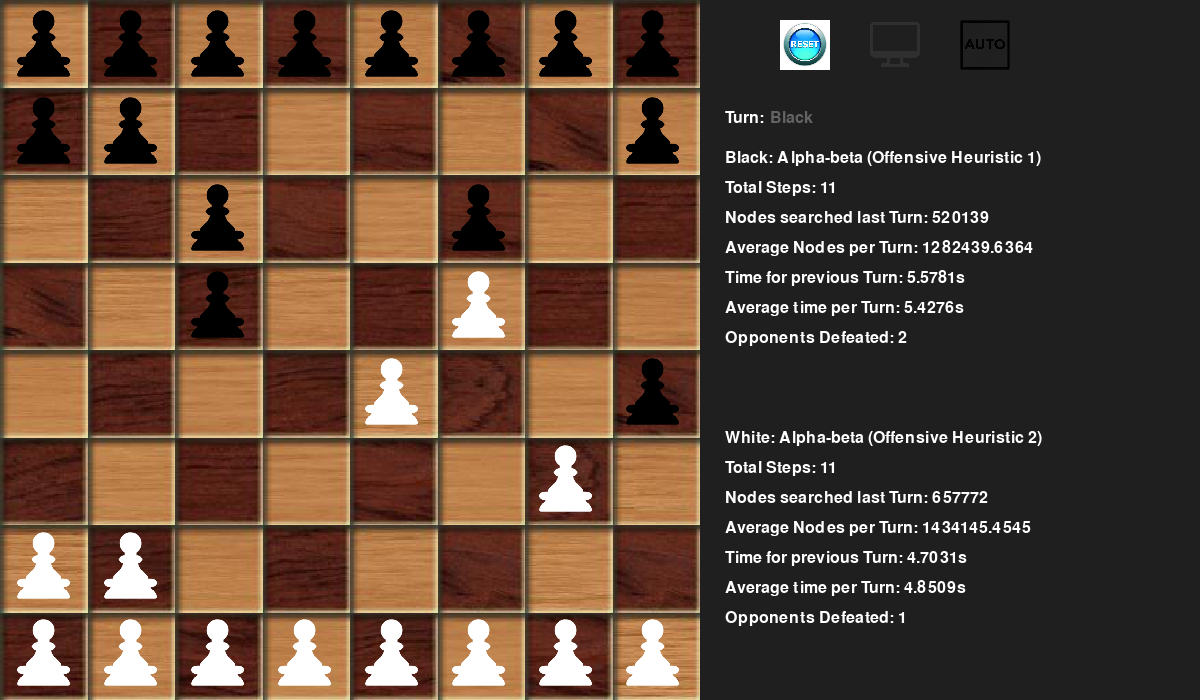 RESET
AUTO
Turn: Black
Black: Alpha-beta (Offensive Heuristic 1)
Total Steps: 11
Nodes searched last Turn: 520139
Average Nodes per Turn: 1282439.6364
Time for previous Turn: 5.5781s
Average time per Turn: 5.4276s
Opponents Defeated: 2
White: Alpha-beta (Offensive Heuristic 2)
Total Steps: 11
Nodes searched last Turn: 657772
Average Nodes per Turn: 1434145.4545
Time for previous Turn: 4.7031s
Average time per Turn: 4.8509s
Opponents Defeated: 1